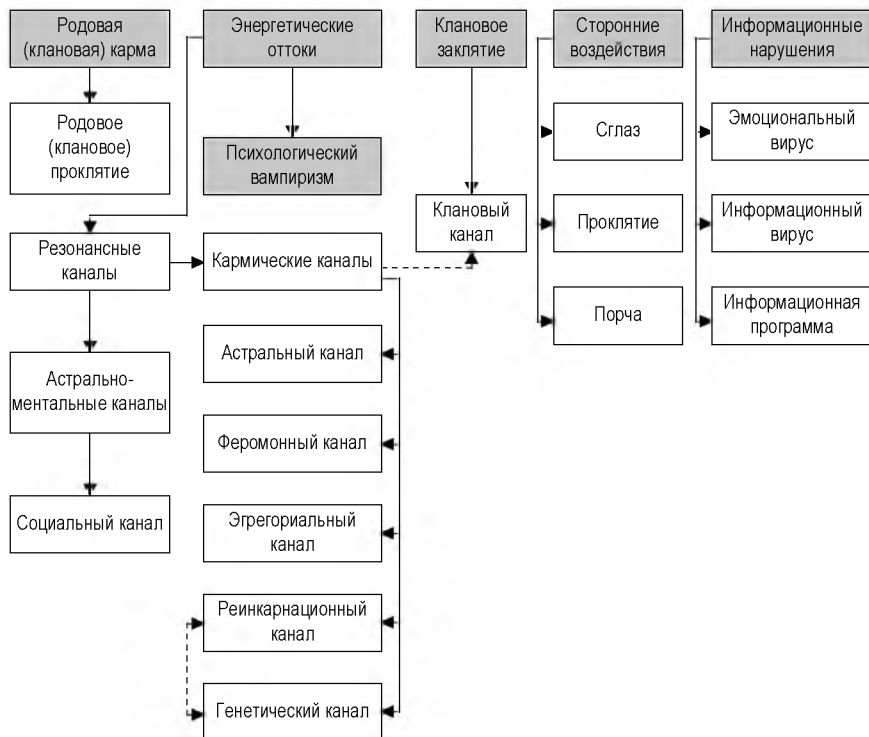 Родовая
(клановая) карма
Энергетические
оттоки
Клановое
заклятие
Сторонние
воздействия
Информационные
нарушения
Родовое
(клановое)
проклятие
Психологический
вампиризм
Сглаз
Эмоциональный
вирус
Клановый
канал
Проклятие
Информационный
вирус
Резонансные
каналы
Кармические каналы
Порча
Информационная
программа
Астрально-
ментальные каналы
Астральный канал
Феромонный канал
Социальный канал
Эгрегориальный
канал
Реинкарнационный
канал
Генетический канал